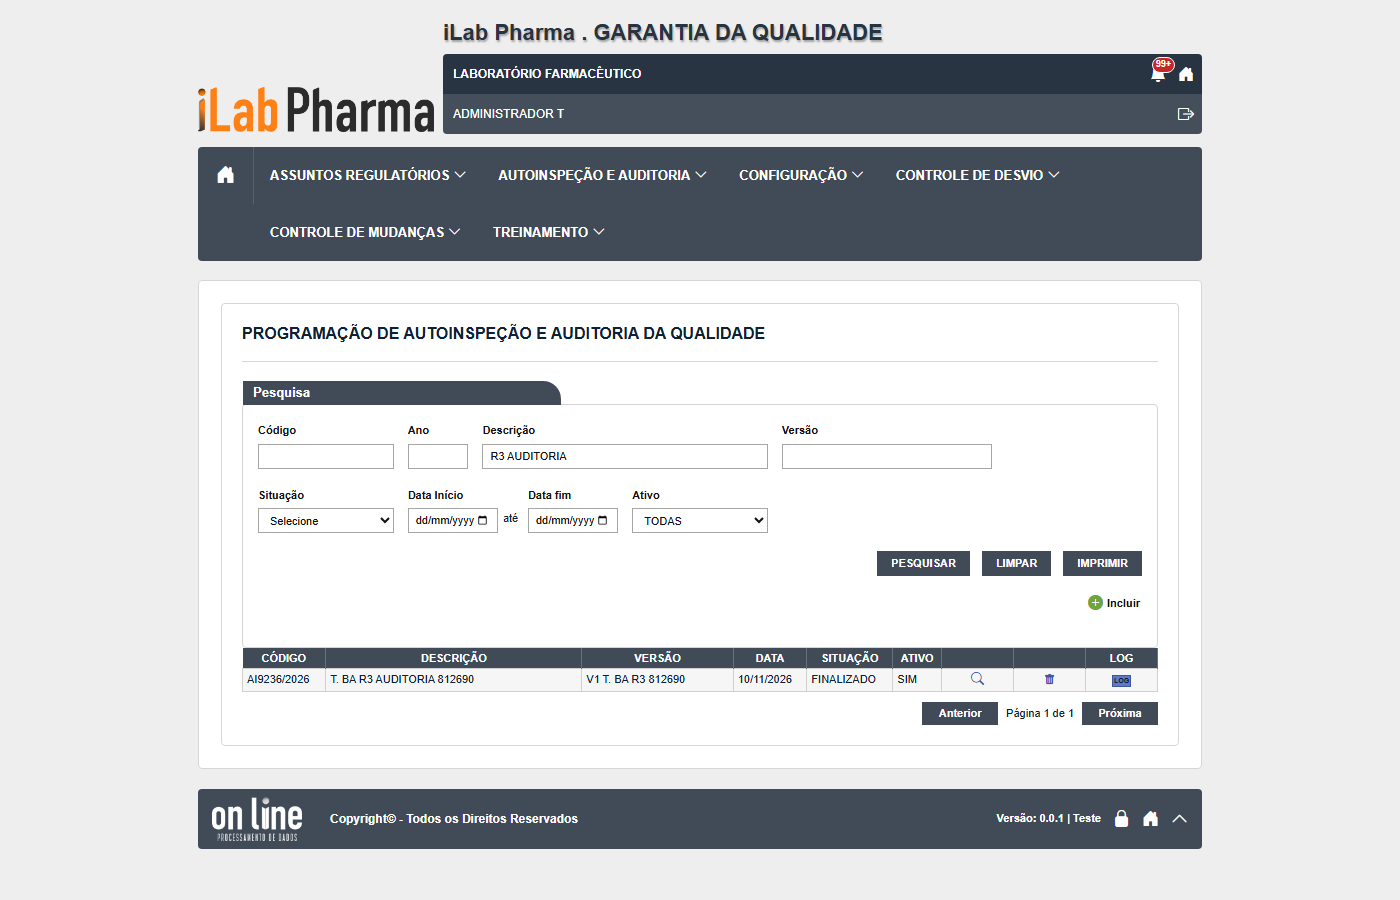 iLab Pharma . GARANTIA DA QUALIDADE
iLab Pharma
LABORATÓRIO FARMACÊUTICO
99+
ADMINISTRADOR T
ASSUNTOS REGULATÓRIOS
AUTOINSPEÇÃO E AUDITORIA
CONFIGURAÇÃO
CONTROLE DE DESVIO
CONTROLE DE MUDANÇAS
TREINAMENTO
PROGRAMAÇÃO DE AUTOINSPEÇÃO E AUDITORIA DA QUALIDADE
Pesquisa
Código Ano Descrição Versão
R3 AUDITORIA
Situação Data Início Data fim Ativo
Selecione dd/mm/yyyy até dd/mm/yyyy TODAS
PESQUISAR LIMPAR IMPRIMIR
Incluir
CÓDIGO DESCRIÇÃO VERSÃO DATA SITUAÇÃO ATIVO LOG
AI9236/2026 T. BA R3 AUDITORIA 812690 V1 T. BA R3 812690 10/11/2026 FINALIZADO SIM LOG
Anterior Página 1 de 1 Próxima
on line
PROCESSAMENTO DE DADOS
Copyright© - Todos os Direitos Reservados
Versão: 0.0.1 | Teste